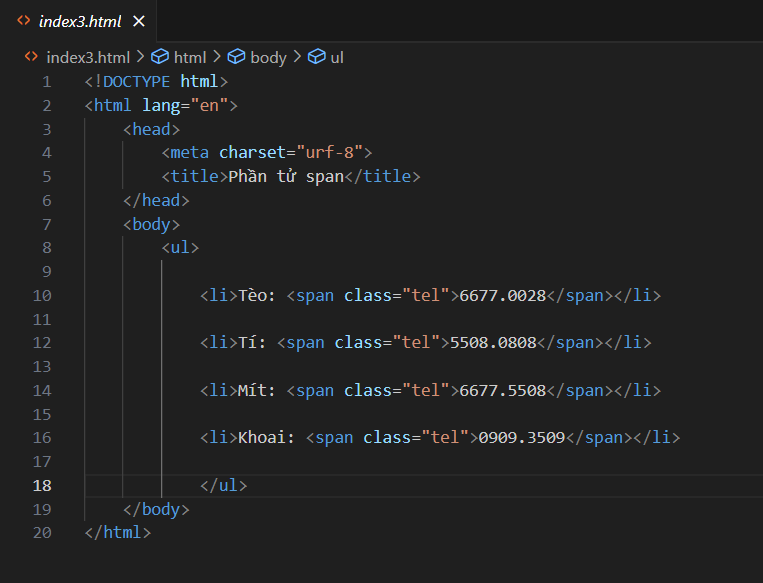 index3.html
index3.html > html > body > ul
1 <!DOCTYPE html>
2 <html lang="en">
3 <head>
4 <meta charset="urf-8">
5 <title>Phần tử span</title>
6 </head>
7 <body>
8 <ul>
9
10 <li>Tèo: <span class="tel">6677.0028</span></li>
11
12 <li>Tí: <span class="tel">5508.0808</span></li>
13
14 <li>Mít: <span class="tel">6677.5508</span></li>
15
16 <li>Khoai: <span class="tel">0909.3509</span></li>
17
18 </ul>
19 </body>
20 </html>